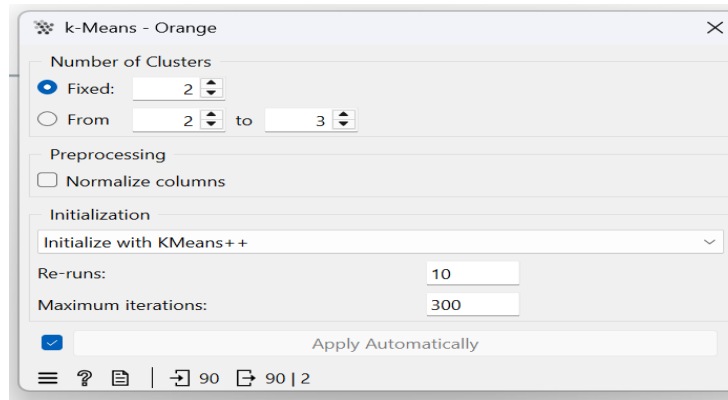 k-Means - Orange
Number of Clusters
Fixed: 2
From 2 to 3
Preprocessing
Normalize columns
Initialization
Initialize with KMeans++
Re-runs: 10
Maximum iterations: 300
Apply Automatically
? | 90 90 | 2